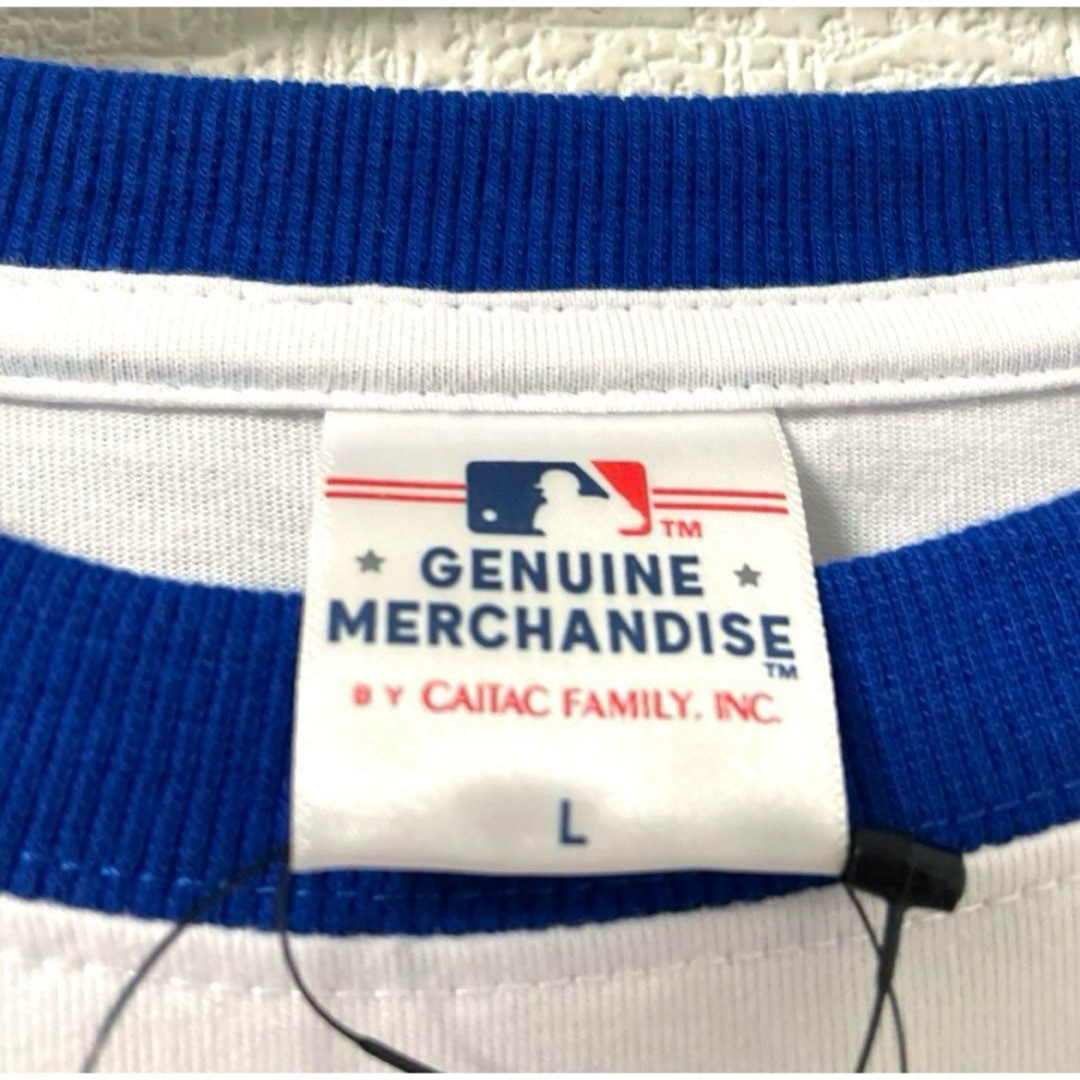 TM
GENUINE
MERCHANDISE
TM
BY CAITAC FAMILY, INC.
L